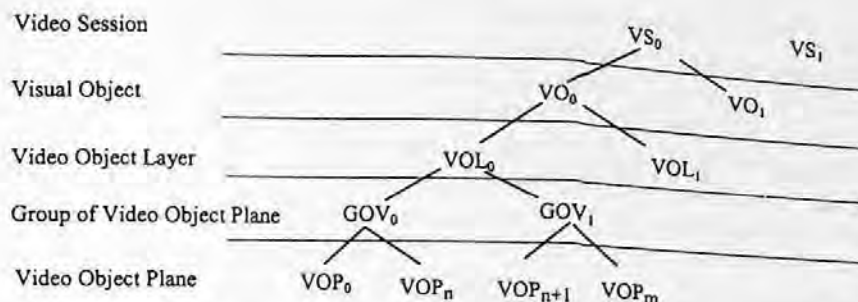 Video Session VS₀ VS₁
Visual Object VO₀ VO₁
Video Object Layer VOL₀ VOL₁
Group of Video Object Plane GOV₀ GOV₁
Video Object Plane VOP₀ VOPₙ VOPₙ₊₁ VOPₘ